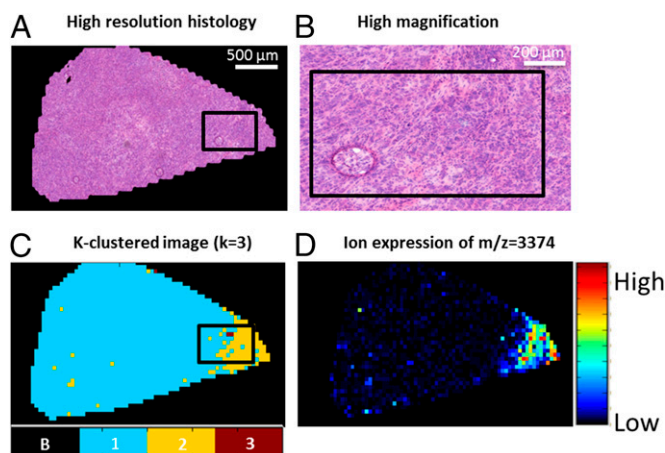 A High resolution histology
500 µm
B High magnification
200 µm
C K-clustered image (k=3)
B 1 2 3
D Ion expression of m/z=3374
High
Low